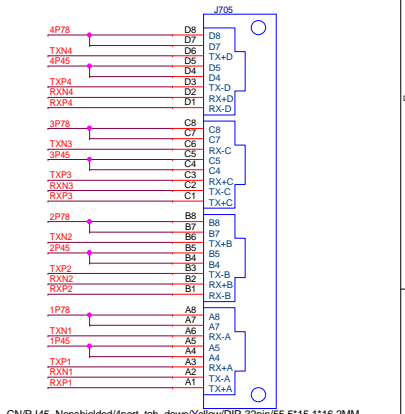 J705
4P78 D8 D8
D7 D7
TXN4 D6 TX+D
4P45 D5 D5
D4 D4
TXP4 D3 TX-D
RXN4 D2 RX+D
RXP4 D1 RX-D
3P78 C8 C8
C7 C7
TXN3 C6 RX-C
3P45 C5 C5
C4 C4
TXP3 C3 RX+C
RXN3 C2 TX-C
RXP3 C1 TX+C
2P78 B8 B8
B7 B7
TXN2 B6 TX+B
2P45 B5 B5
B4 B4
TXP2 B3 TX-B
RXN2 B2 RX+B
RXP2 B1 RX-B
1P78 A8 A8
A7 A7
TXN1 A6 RX-A
1P45 A5 A5
A4 A4
TXP1 A3 RX+A
RXN1 A2 TX-A
RXP1 A1 TX+A